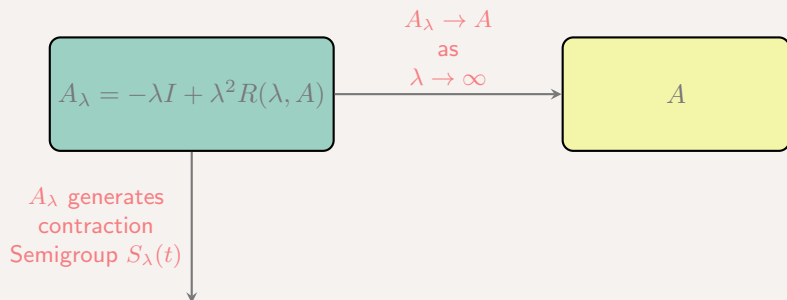 A_λ → A
as
λ → ∞
A_λ = −λI + λ²R(λ, A)
A
A_λ generates
contraction
Semigroup S_λ(t)